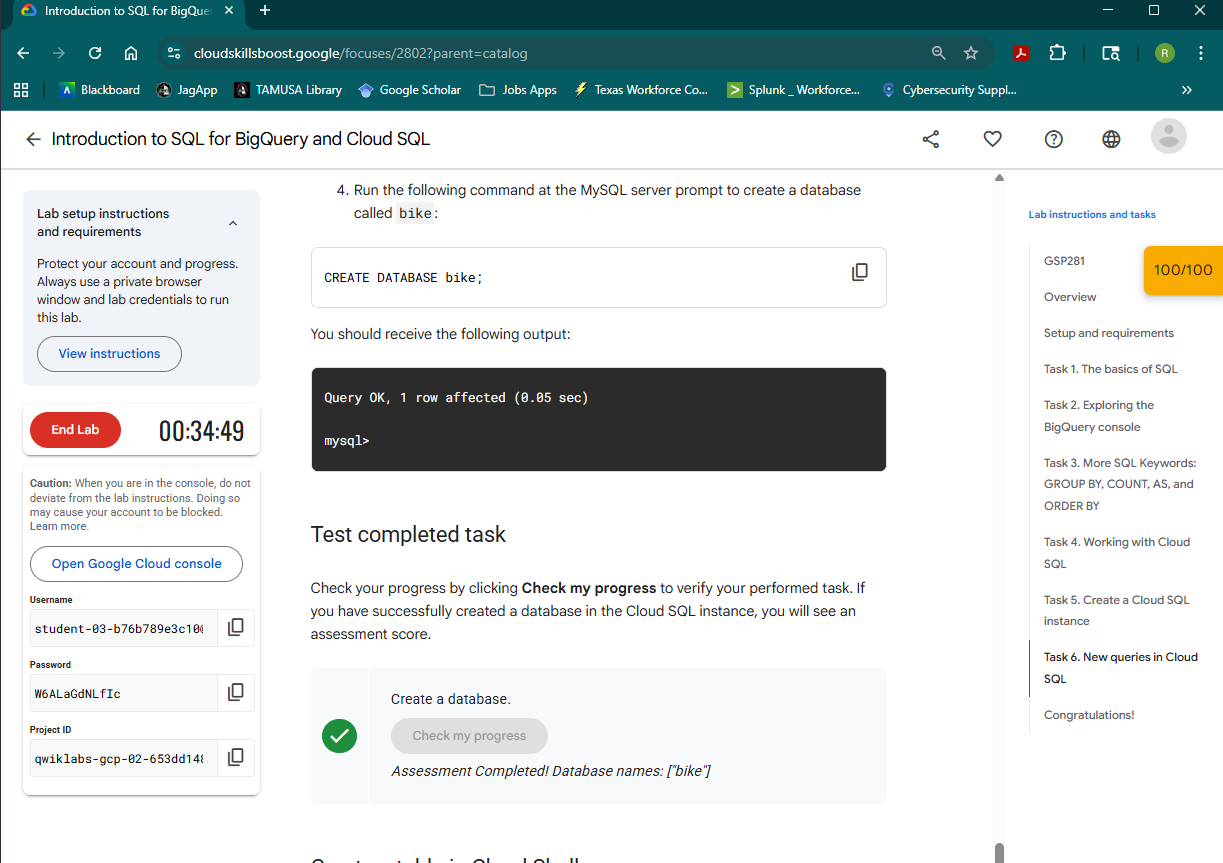 Introduction to SQL for BigQue
cloudskillsboost.google/focuses/2802?parent=catalog
R
Blackboard
JagApp
TAMUSA Library
Google Scholar
Jobs Apps
Texas Workforce Co...
Splunk _ Workforce...
Cybersecurity Suppl...
Introduction to SQL for BigQuery and Cloud SQL
Lab setup instructions
and requirements
Protect your account and progress.
Always use a private browser
window and lab credentials to run
this lab.
View instructions
End Lab
00:34:49
Caution: When you are in the console, do not
deviate from the lab instructions. Doing so
may cause your account to be blocked.
Learn more.
Open Google Cloud console
Username
student-03-b76b789e3c10
Password
W6ALaGdNLfIc
Project ID
qwiklabs-gcp-02-653dd14
4. Run the following command at the MySQL server prompt to create a database
called bike:
CREATE DATABASE bike;
You should receive the following output:
Query OK, 1 row affected (0.05 sec)
mysql>
Test completed task
Check your progress by clicking Check my progress to verify your performed task. If
you have successfully created a database in the Cloud SQL instance, you will see an
assessment score.
Create a database.
Check my progress
Assessment Completed! Database names: ["bike"]
Lab instructions and tasks
GSP281
100/100
Overview
Setup and requirements
Task 1. The basics of SQL
Task 2. Exploring the
BigQuery console
Task 3. More SQL Keywords:
GROUP BY, COUNT, AS, and
ORDER BY
Task 4. Working with Cloud
SQL
Task 5. Create a Cloud SQL
instance
Task 6. New queries in Cloud
SQL
Congratulations!